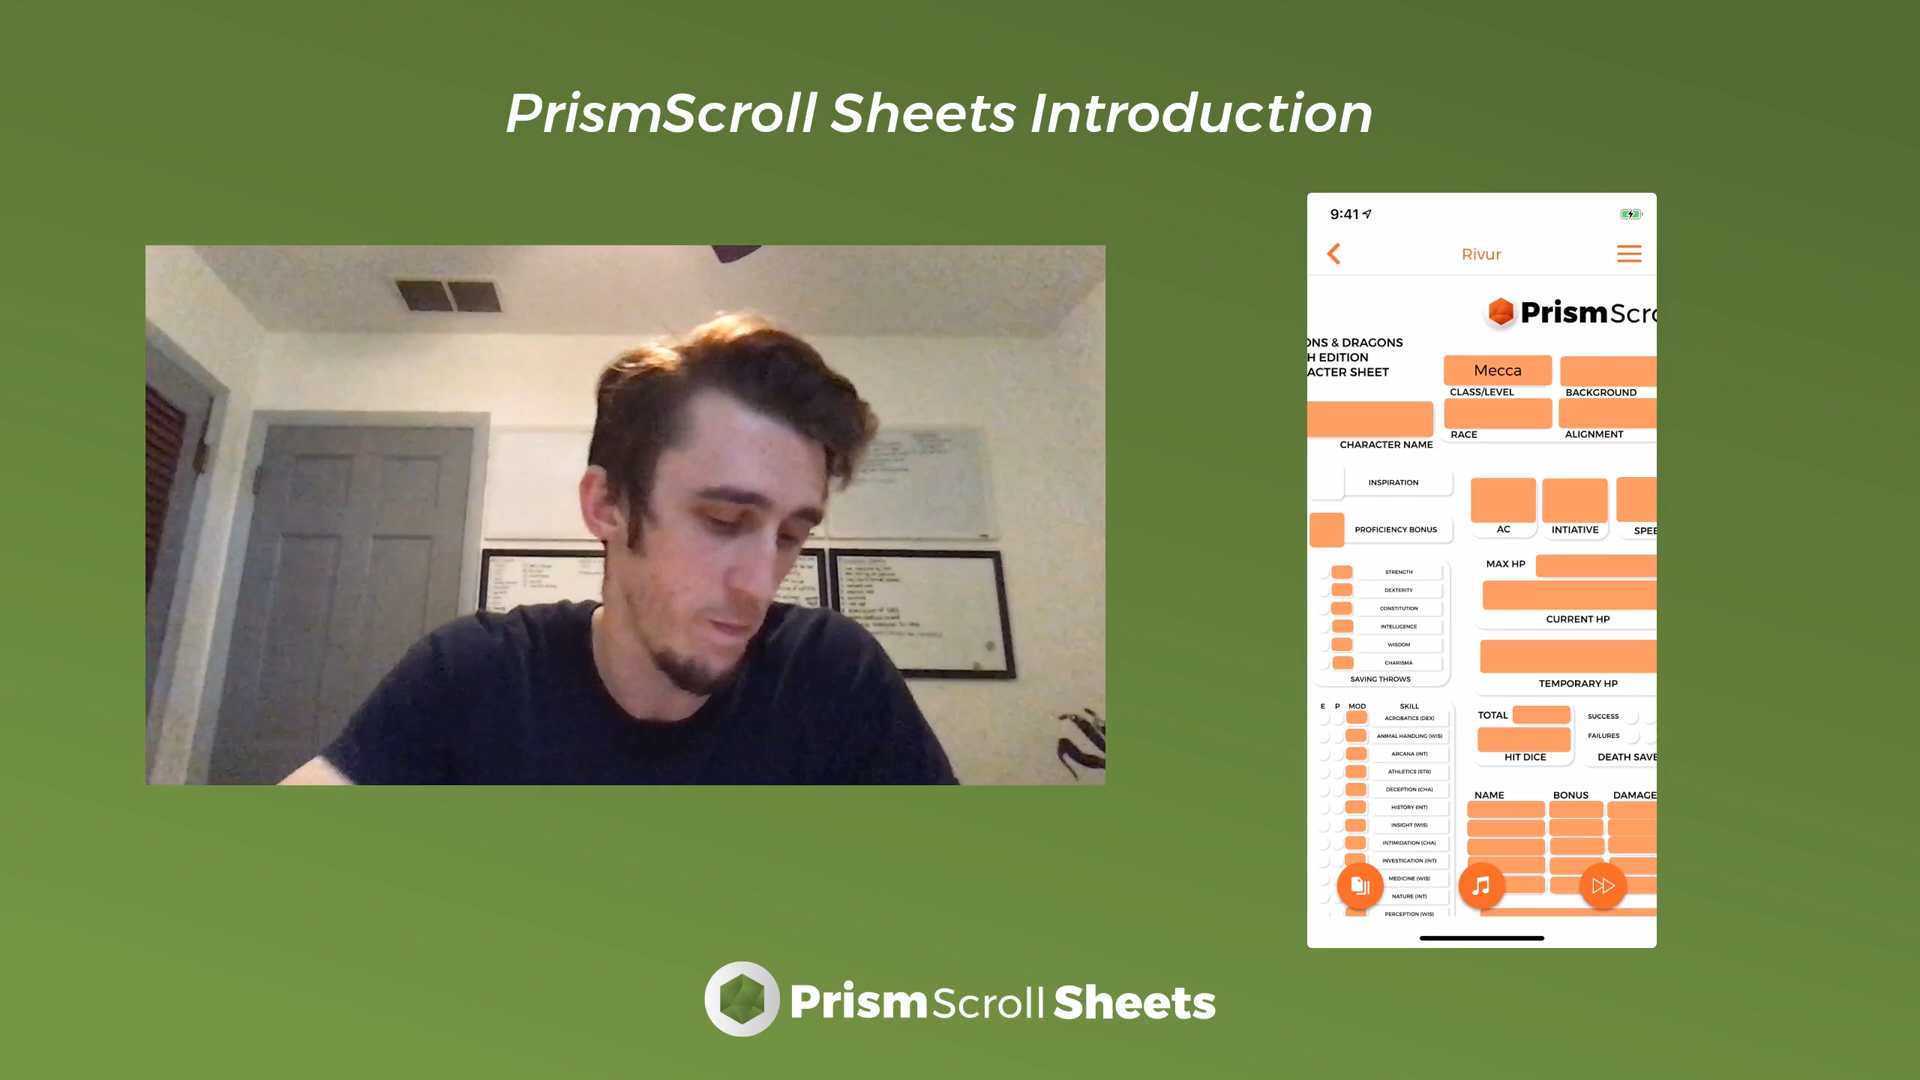 PrismScroll Sheets Introduction
9:41
Rivur
PrismScro
ONS & DRAGONS
H EDITION
ACTER SHEET
Mecca
CLASS/LEVEL
BACKGROUND
RACE
ALIGNMENT
CHARACTER NAME
INSPIRATION
PROFICIENCY BONUS
AC
INTIATIVE
SPEE
MAX HP
CURRENT HP
TEMPORARY HP
STRENGTH
DEXTERITY
CONSTITUTION
INTELLIGENCE
WISDOM
CHARISMA
SAVING THROWS
TOTAL
HIT DICE
SUCCESS
FAILURES
DEATH SAVE
E P MOD SKILL
ACROBATICS (DEX)
ANIMAL HANDLING (WIS)
ARCANA (INT)
ATHLETICS (STR)
DECEPTION (CHA)
HISTORY (INT)
INSIGHT (WIS)
INTIMIDATION (CHA)
INVESTIGATION (INT)
MEDICINE (WIS)
NATURE (INT)
PERCEPTION (WIS)
NAME BONUS DAMAGE
PrismScroll Sheets